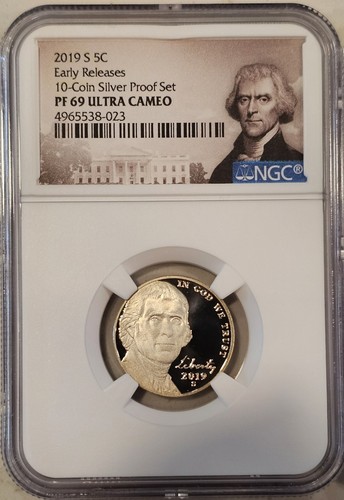 2019 S 5C
Early Releases
10-Coin Silver Proof Set
PF 69 ULTRA CAMEO
4965538-023
NGC®
IN GOD WE TRUST
Liberty
2019
S